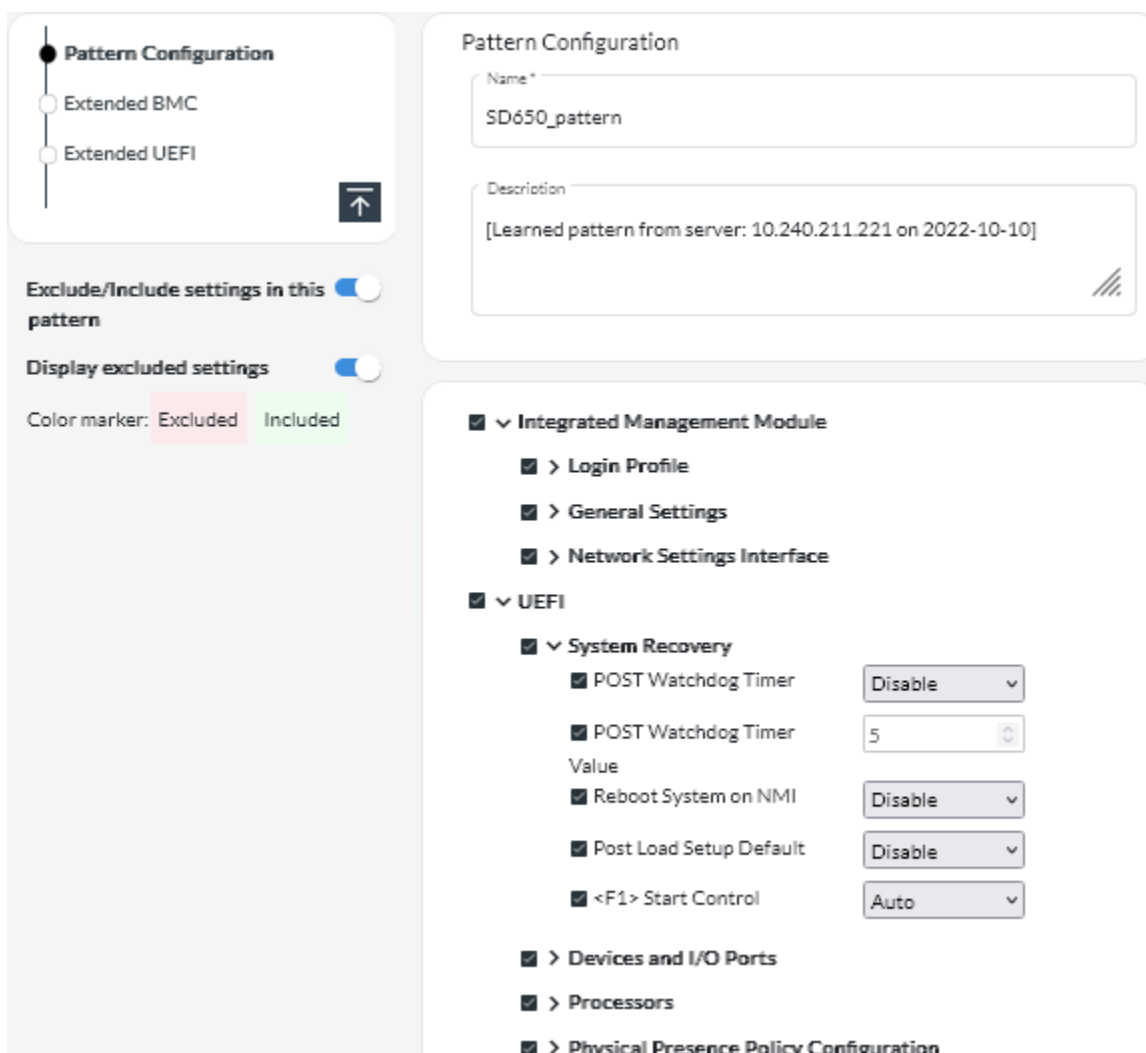 Pattern Configuration
Extended BMC
Extended UEFI
Exclude/Include settings in this
pattern
Display excluded settings
Color marker: Excluded Included
Pattern Configuration
Name*
SD650_pattern
Description
[Learned pattern from server: 10.240.211.221 on 2022-10-10]
Integrated Management Module
Login Profile
General Settings
Network Settings Interface
UEFI
System Recovery
POST Watchdog Timer Disable
POST Watchdog Timer 5
Value
Reboot System on NMI Disable
Post Load Setup Default Disable
<F1> Start Control Auto
Devices and I/O Ports
Processors
Physical Presence Policy Configuration